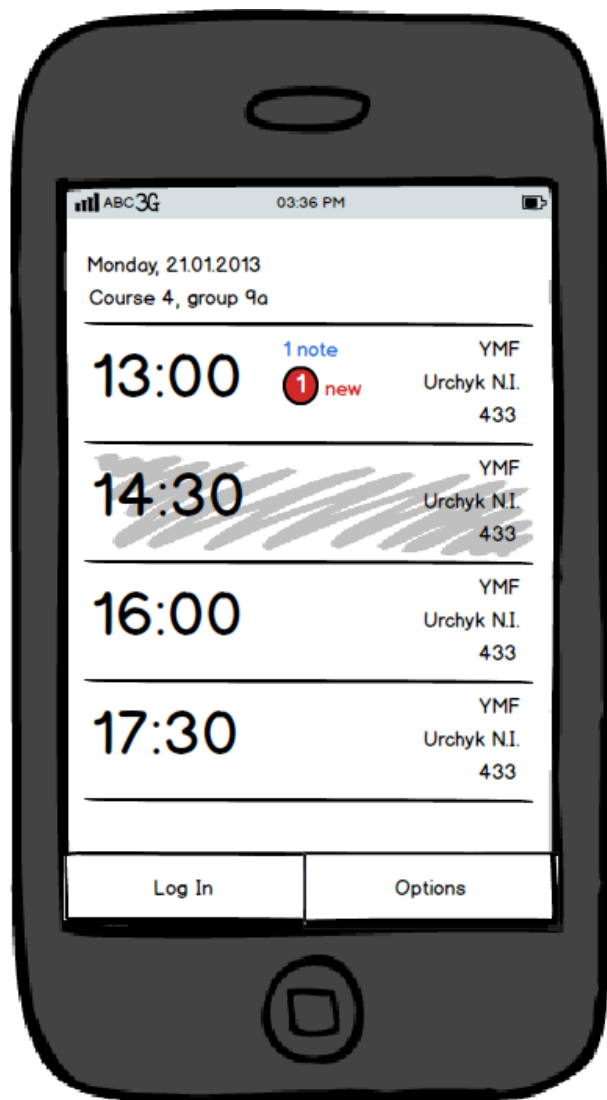 ABC 3G 03:36 PM
Monday, 21.01.2013
Course 4, group 9a
13:00
1 note
1 new
YMF
Urchyk N.I.
433
14:30
YMF
Urchyk N.I.
433
16:00
YMF
Urchyk N.I.
433
17:30
YMF
Urchyk N.I.
433
Log In
Options